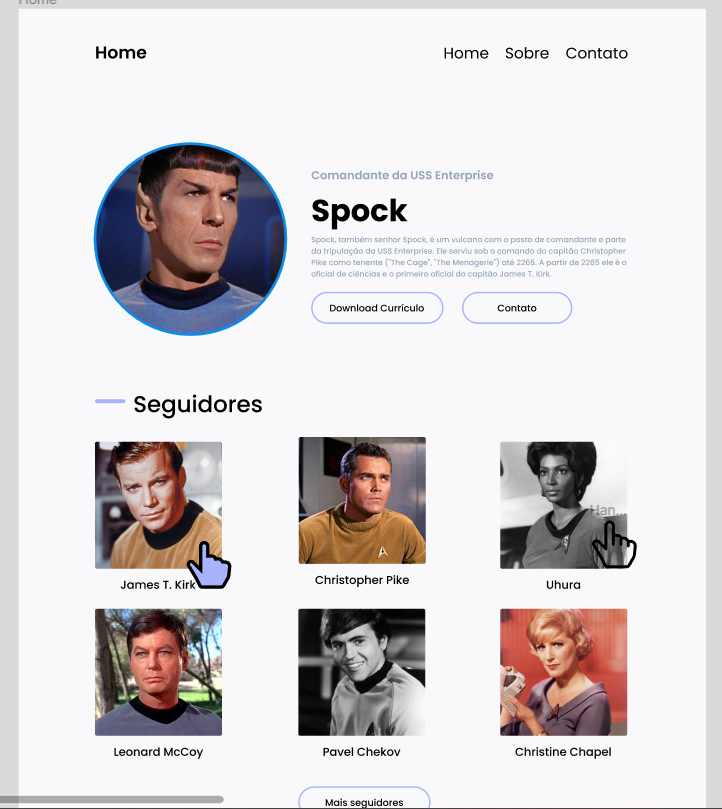 Home
Home
Home Sobre Contato
Comandante da USS Enterprise
Spock
Spock, também senhor Spock, é um vulcano com o posto de comandante e parte
da tripulação da USS Enterprise. Ele serviu sob o comando do capitão Christopher
Pike como tenente ("The Cage", "The Menagerie") até 2265. A partir de 2265 ele é o
oficial de ciências e o primeiro oficial do capitão James T. Kirk.
Download Currículo
Contato
Seguidores
Han...
James T. Kirk
Christopher Pike
Uhura
Leonard McCoy
Pavel Chekov
Christine Chapel
Mais seguidores